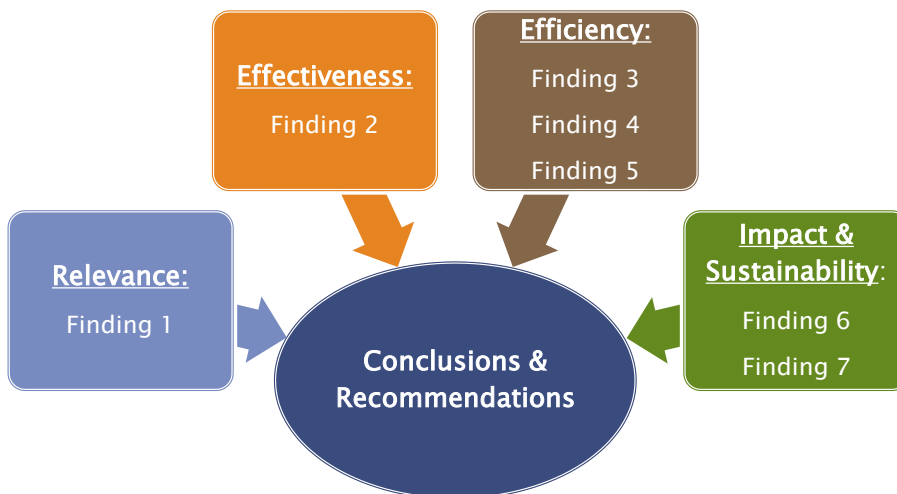 Relevance:
Finding 1
Effectiveness:
Finding 2
Efficiency:
Finding 3
Finding 4
Finding 5
Impact &
Sustainability:
Finding 6
Finding 7
Conclusions &
Recommendations